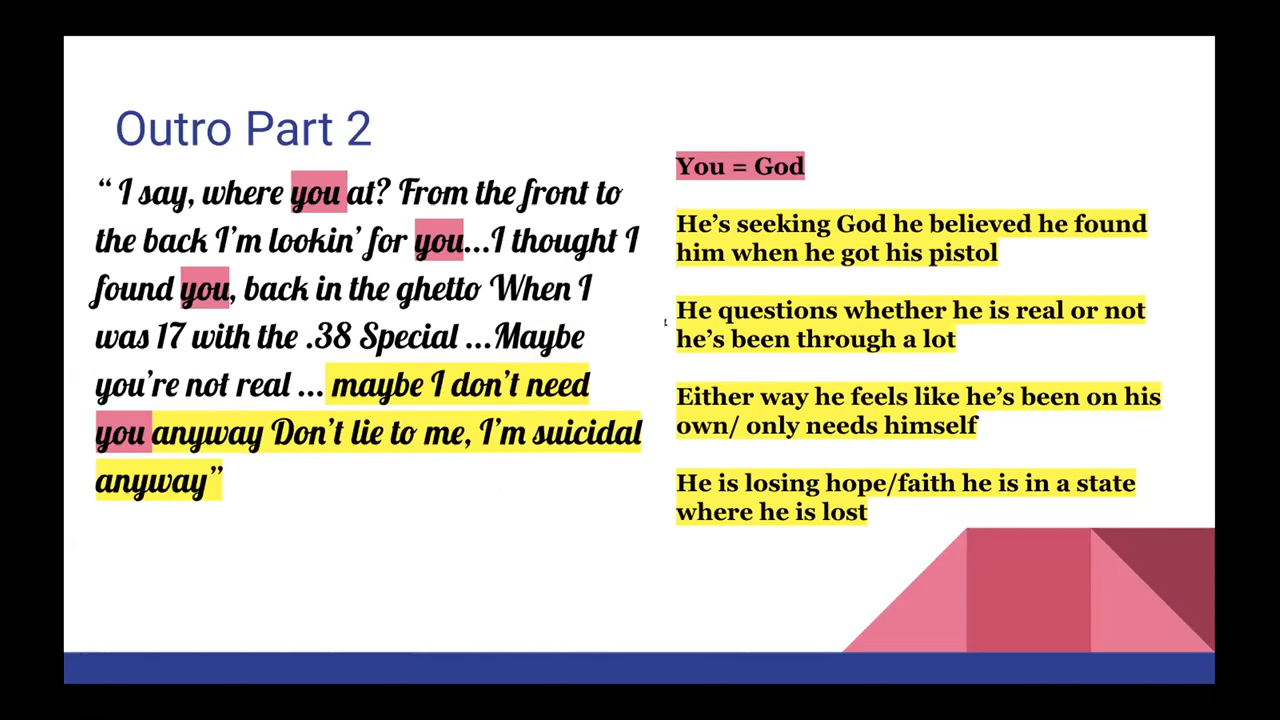 Outro Part 2
“ I say, where you at? From the front to
the back I’m lookin’ for you...I thought I
found you, back in the ghetto When I
was 17 with the .38 Special ...Maybe
you’re not real ... maybe I don’t need
you anyway Don’t lie to me, I’m suicidal
anyway”
You = God
He’s seeking God he believed he found
him when he got his pistol
He questions whether he is real or not
he’s been through a lot
Either way he feels like he’s been on his
own/ only needs himself
He is losing hope/faith he is in a state
where he is lost